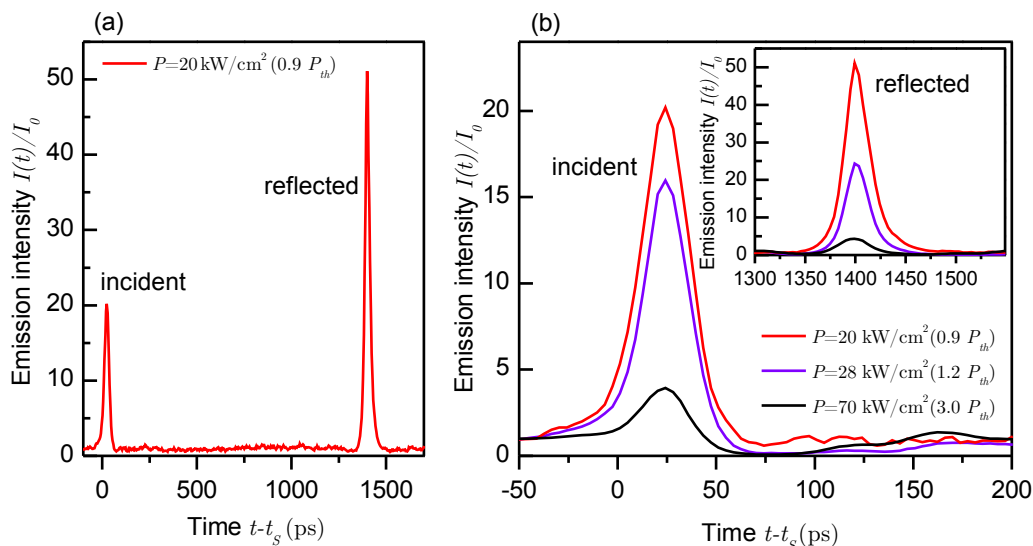 (a)
P=20 kW/cm² (0.9 P_th)
Emission intensity I(t)/I_0
incident
reflected
50
40
30
20
10
0
0
500
1000
1500
Time t-t_S (ps)
(b)
Emission intensity I(t)/I_0
incident
20
15
10
5
0
-50
0
50
100
150
200
Time t-t_S (ps)
Emission intensity I(t)/I_0
reflected
50
40
30
20
10
0
1300
1350
1400
1450
1500
P=20 kW/cm² (0.9 P_th)
P=28 kW/cm² (1.2 P_th)
P=70 kW/cm² (3.0 P_th)